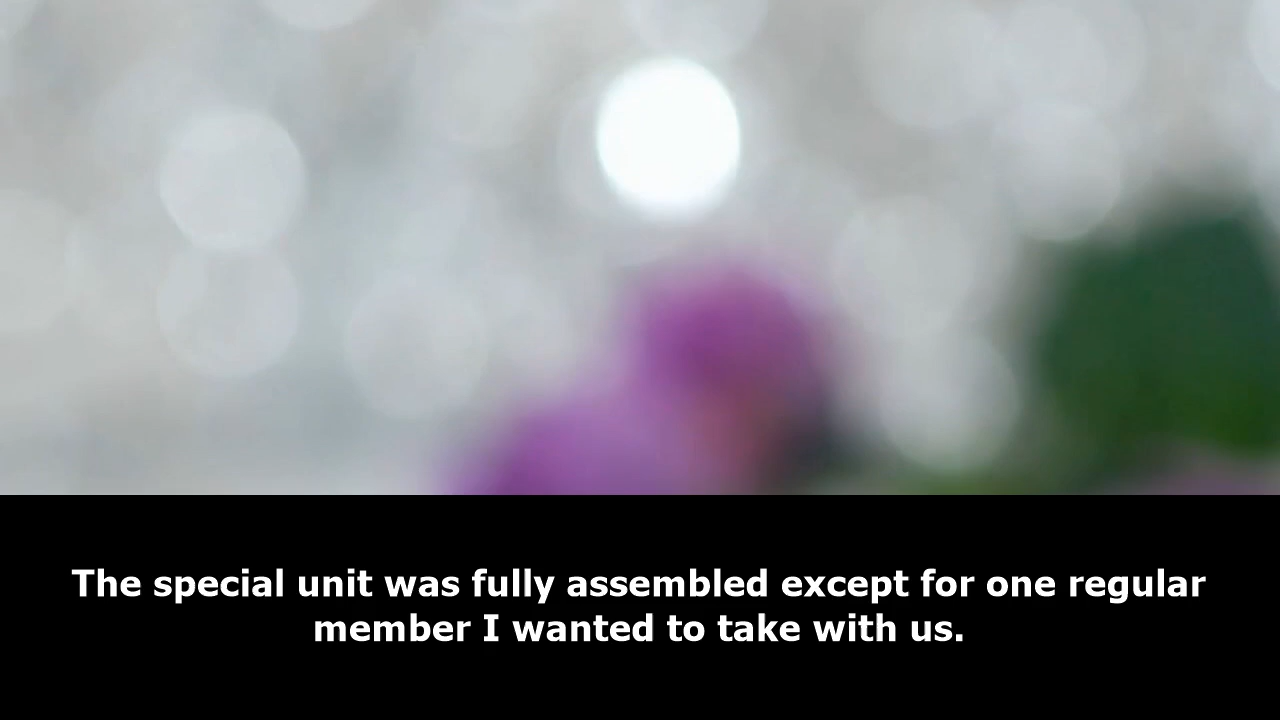 The special unit was fully assembled except for one regular
member I wanted to take with us.